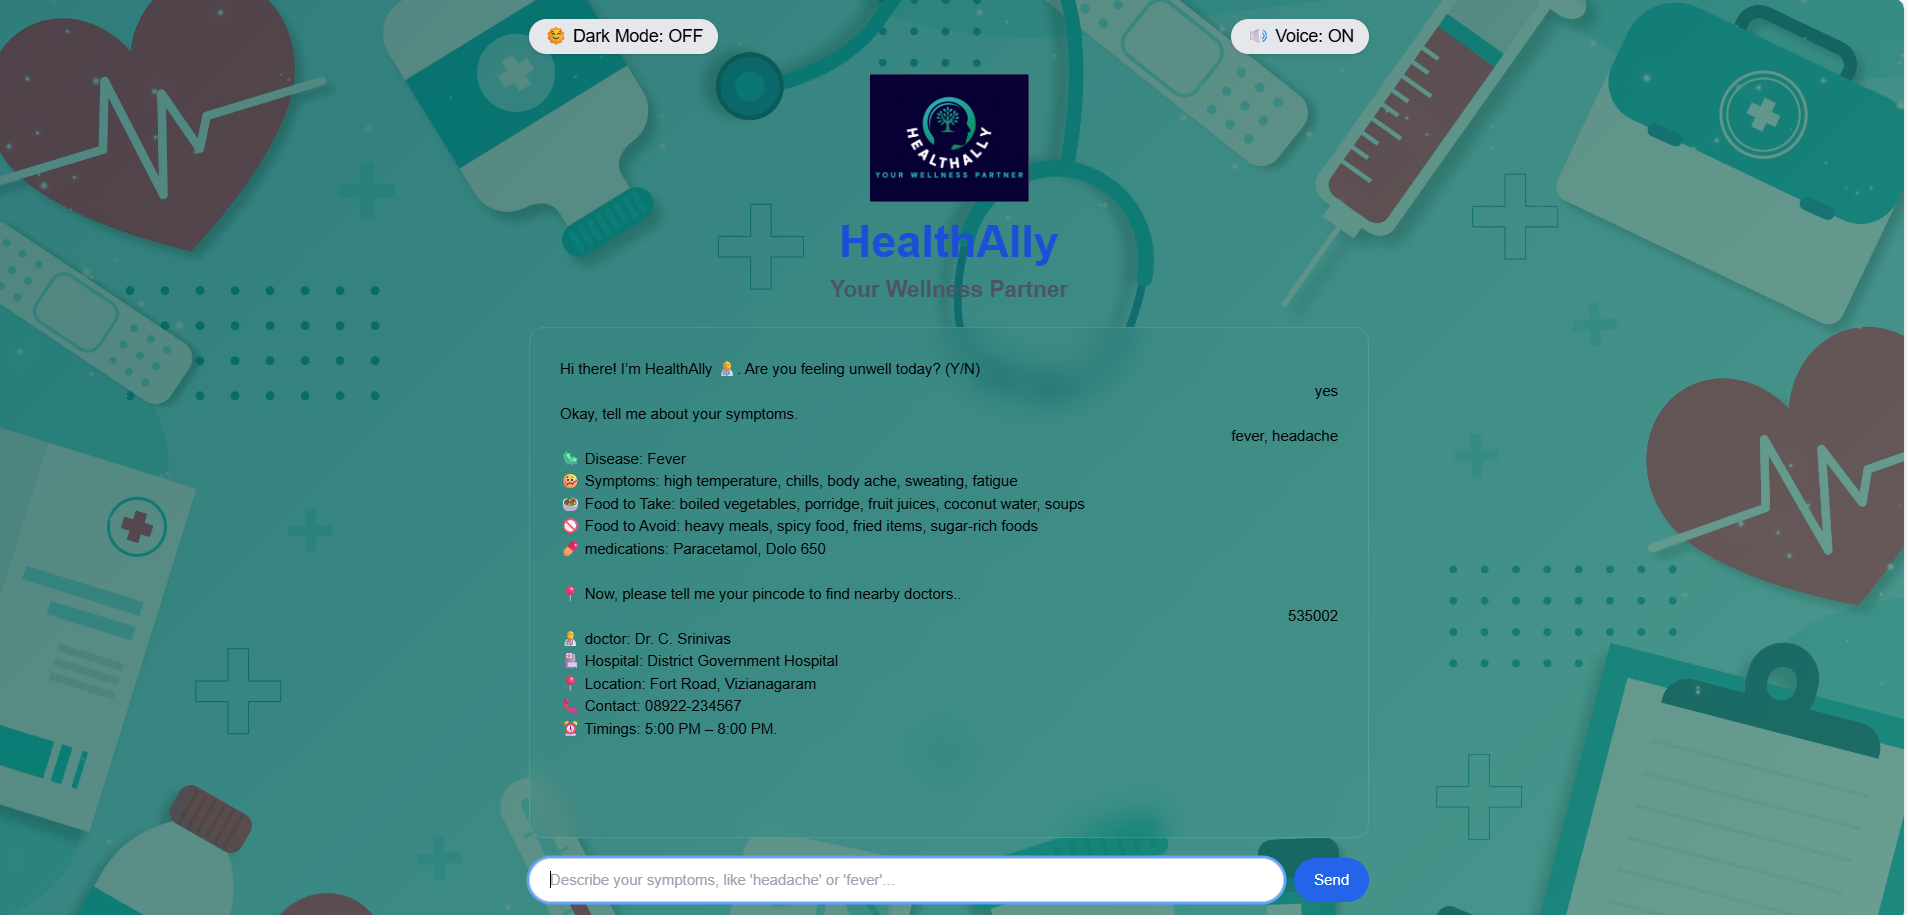 🌞 Dark Mode: OFF
🔊 Voice: ON
HEALTHALLY
YOUR WELLNESS PARTNER
HealthAlly
Your Wellness Partner
Hi there! I’m HealthAlly 🧑‍⚕️. Are you feeling unwell today? (Y/N)
yes
Okay, tell me about your symptoms.
fever, headache
🦠 Disease: Fever
🤒 Symptoms: high temperature, chills, body ache, sweating, fatigue
🍲 Food to Take: boiled vegetables, porridge, fruit juices, coconut water, soups
🚫 Food to Avoid: heavy meals, spicy food, fried items, sugar-rich foods
💊 medications: Paracetamol, Dolo 650
📍 Now, please tell me your pincode to find nearby doctors..
535002
🧑‍⚕️ doctor: Dr. C. Srinivas
🏥 Hospital: District Government Hospital
📍 Location: Fort Road, Vizianagaram
📞 Contact: 08922-234567
⏰ Timings: 5:00 PM – 8:00 PM.
Describe your symptoms, like 'headache' or 'fever'...
Send